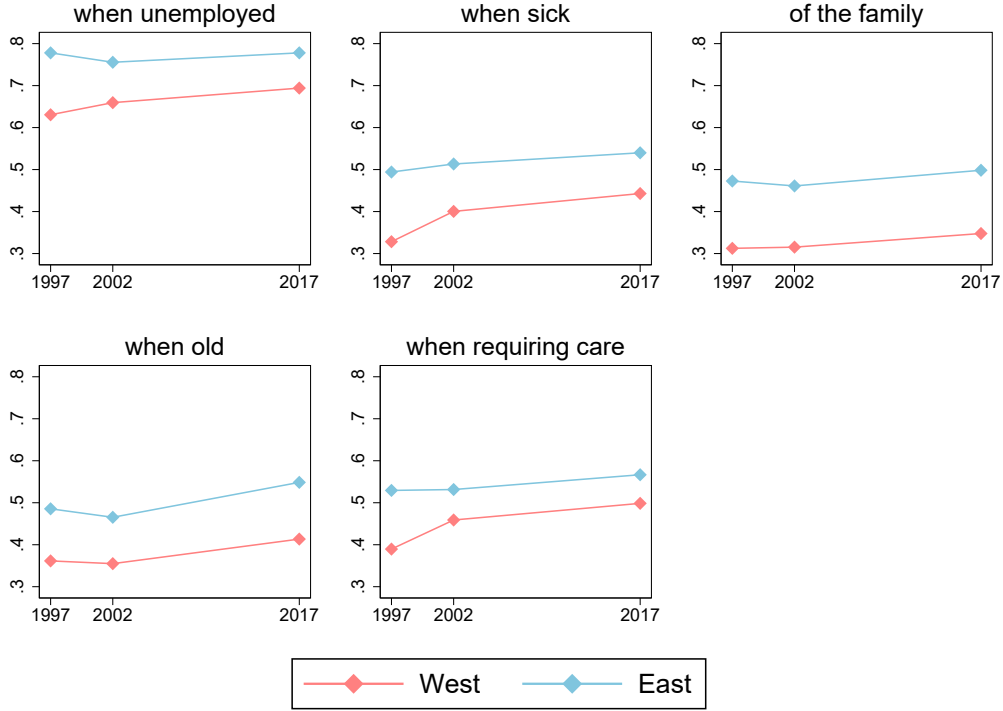 when unemployed
.8
.7
.6
.5
.4
.3
1997 2002 2017
when sick
.8
.7
.6
.5
.4
.3
1997 2002 2017
of the family
.8
.7
.6
.5
.4
.3
1997 2002 2017
when old
.8
.7
.6
.5
.4
.3
1997 2002 2017
when requiring care
.8
.7
.6
.5
.4
.3
1997 2002 2017
West East